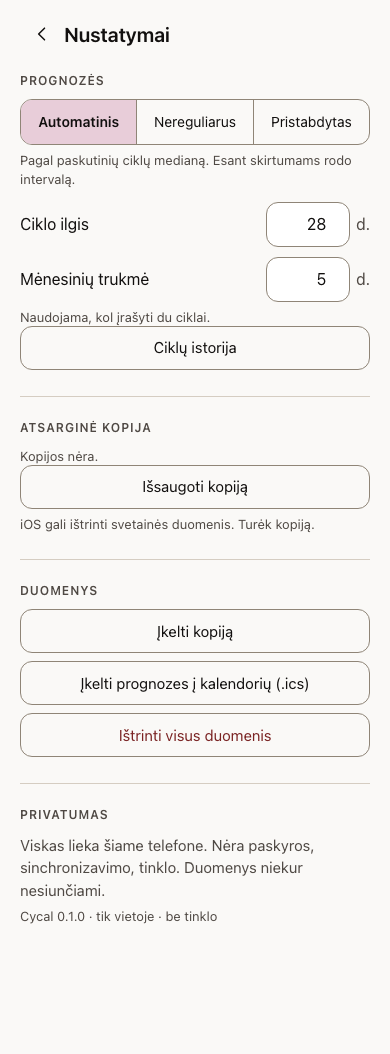 Nustatymai
PROGNOZĖS
Automatinis
Nereguliarus
Pristabdytas
Pagal paskutinių ciklų medianą. Esant skirtumams rodo
intervalą.
Ciklo ilgis 28 d.
Mėnesinių trukmė 5 d.
Naudojama, kol įrašyti du ciklai.
Ciklų istorija
ATSARGINĖ KOPIJA
Kopijos nėra.
Išsaugoti kopiją
iOS gali ištrinti svetainės duomenis. Turėk kopiją.
DUOMENYS
Įkelti kopiją
Įkelti prognozes į kalendorių (.ics)
Ištrinti visus duomenis
PRIVATUMAS
Viskas lieka šiame telefone. Nėra paskyros,
sinchronizavimo, tinklo. Duomenys niekur
nesiunčiami.
Cycal 0.1.0 · tik vietoje · be tinklo